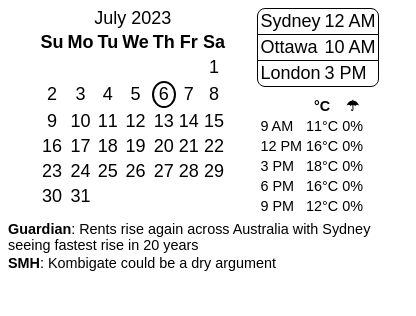 July 2023
Su Mo Tu We Th Fr Sa
1
2 3 4 5 6 7 8
9 10 11 12 13 14 15
16 17 18 19 20 21 22
23 24 25 26 27 28 29
30 31
Sydney 12 AM
Ottawa 10 AM
London 3 PM
°C ☂
9 AM 11°C 0%
12 PM 16°C 0%
3 PM 18°C 0%
6 PM 16°C 0%
9 PM 12°C 0%
Guardian: Rents rise again across Australia with Sydney
seeing fastest rise in 20 years
SMH: Kombigate could be a dry argument